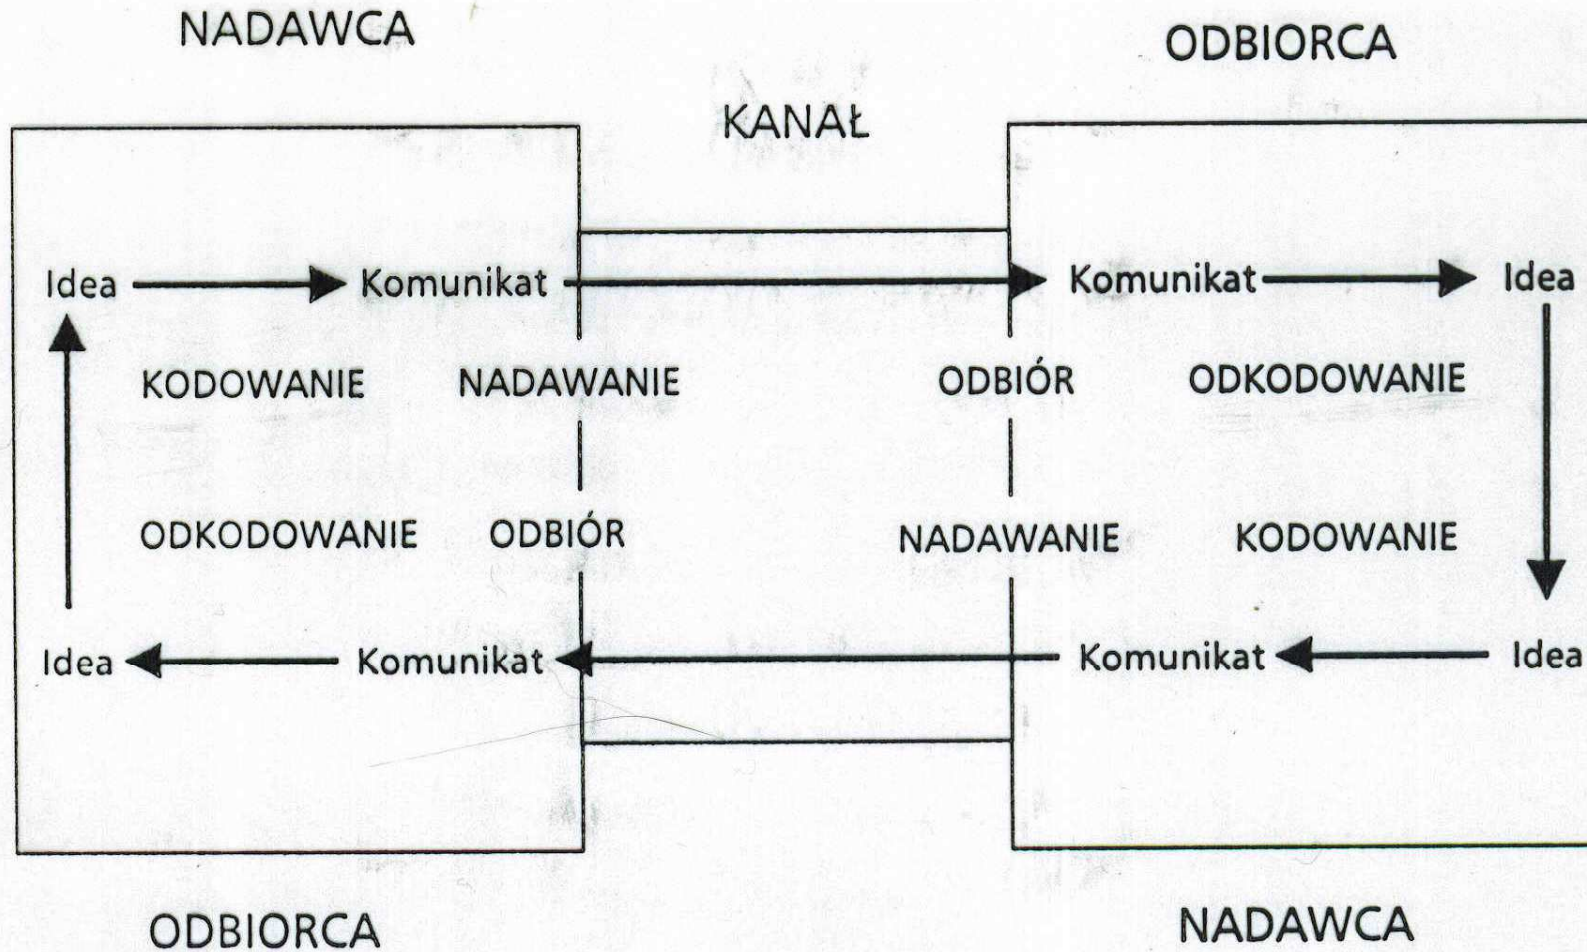 NADAWCA
ODBIORCA
KANAŁ
Idea Komunikat Komunikat Idea
KODOWANIE NADAWANIE ODBIÓR ODKODOWANIE
ODKODOWANIE ODBIÓR NADAWANIE KODOWANIE
Idea Komunikat Komunikat Idea
ODBIORCA
NADAWCA